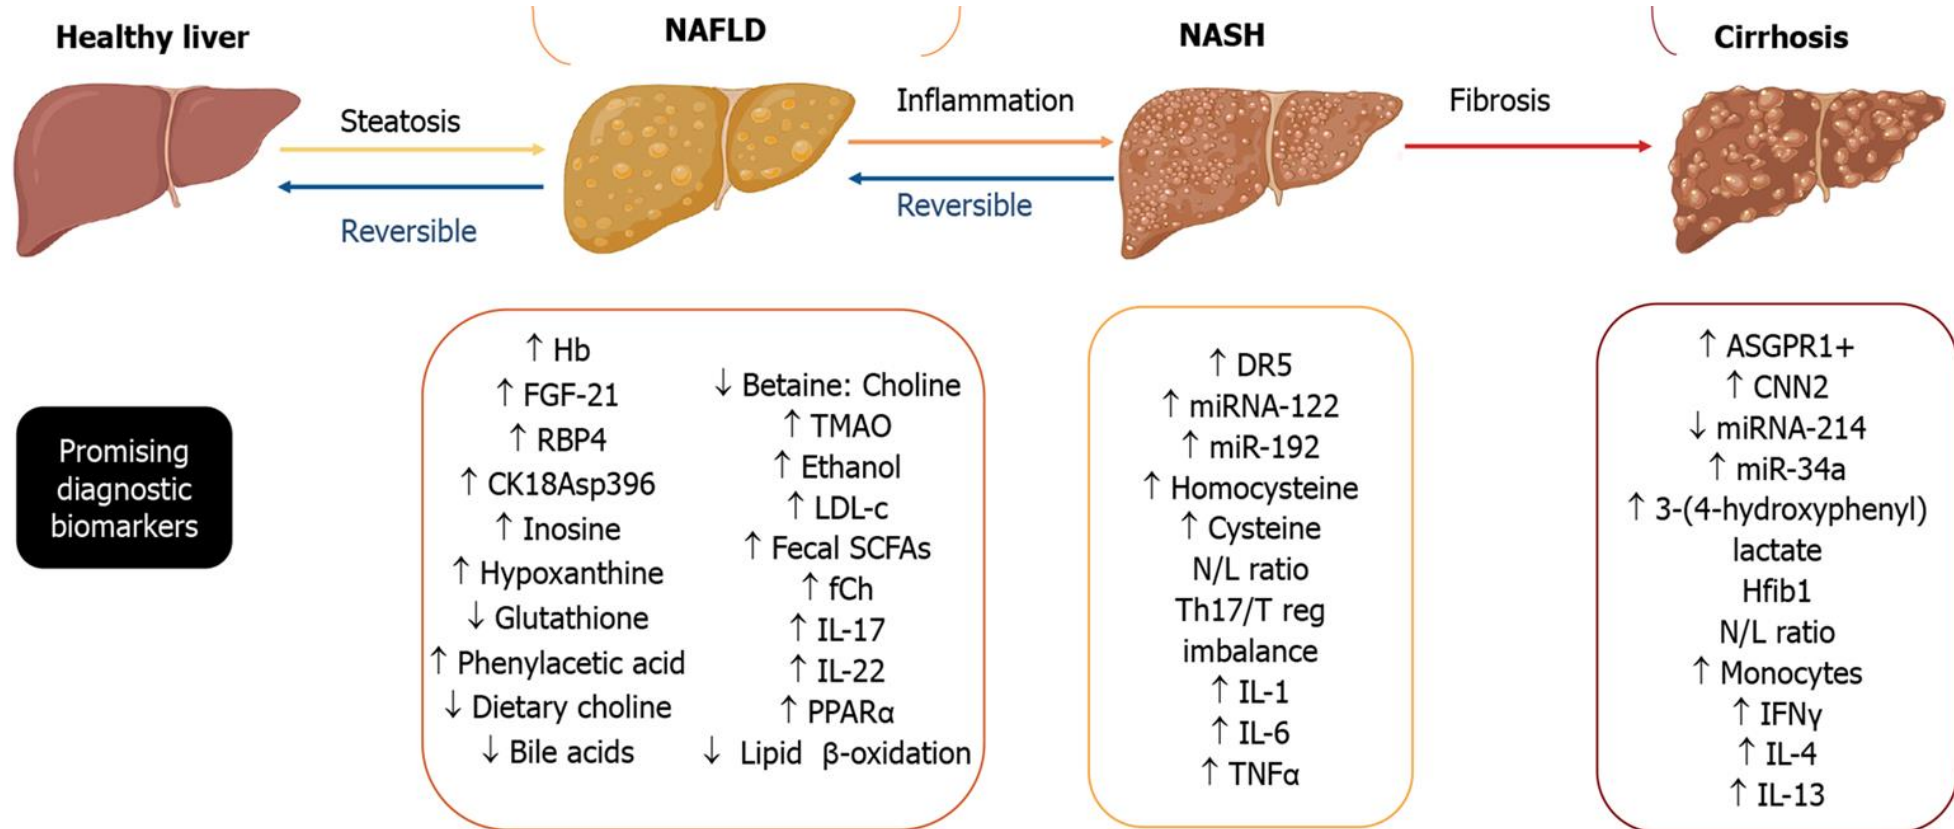 Healthy liver
NAFLD
NASH
Cirrhosis
Steatosis
Reversible
Inflammation
Reversible
Fibrosis
Promising
diagnostic
biomarkers
↑ Hb
↑ FGF-21
↑ RBP4
↑ CK18Asp396
↑ Inosine
↑ Hypoxanthine
↓ Glutathione
↑ Phenylacetic acid
↓ Dietary choline
↓ Bile acids
↓ Betaine: Choline
↑ TMAO
↑ Ethanol
↑ LDL-c
↑ Fecal SCFAs
↑ fCh
↑ IL-17
↑ IL-22
↑ PPARα
↓ Lipid β-oxidation
↑ DR5
↑ miRNA-122
↑ miR-192
↑ Homocysteine
↑ Cysteine
N/L ratio
Th17/T reg
imbalance
↑ IL-1
↑ IL-6
↑ TNFα
↑ ASGPR1+
↑ CNN2
↓ miRNA-214
↑ miR-34a
↑ 3-(4-hydroxyphenyl)
lactate
Hfib1
N/L ratio
↑ Monocytes
↑ IFNγ
↑ IL-4
↑ IL-13